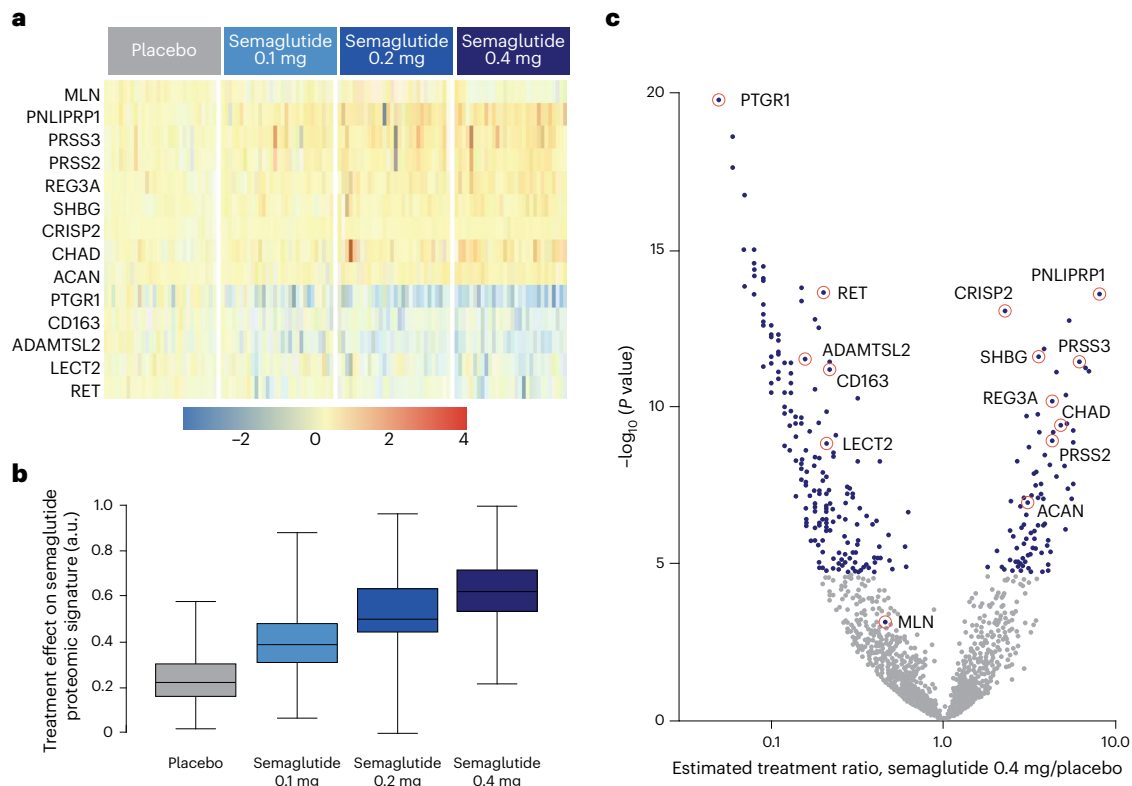 a
Placebo
Semaglutide
0.1 mg
Semaglutide
0.2 mg
Semaglutide
0.4 mg
MLN
PNLIPRP1
PRSS3
PRSS2
REG3A
SHBG
CRISP2
CHAD
ACAN
PTGR1
CD163
ADAMTSL2
LECT2
RET
−2
0
2
4
b
Treatment effect on semaglutide
proteomic signature (a.u.)
1.0
0.8
0.6
0.4
0.2
0
Placebo
Semaglutide
0.1 mg
Semaglutide
0.2 mg
Semaglutide
0.4 mg
c
–log10 (P value)
20
15
10
5
0
PTGR1
RET
PNLIPRP1
CRISP2
ADAMTSL2
SHBG
PRSS3
CD163
REG3A
CHAD
LECT2
PRSS2
ACAN
MLN
0.1
1.0
10.0
Estimated treatment ratio, semaglutide 0.4 mg/placebo